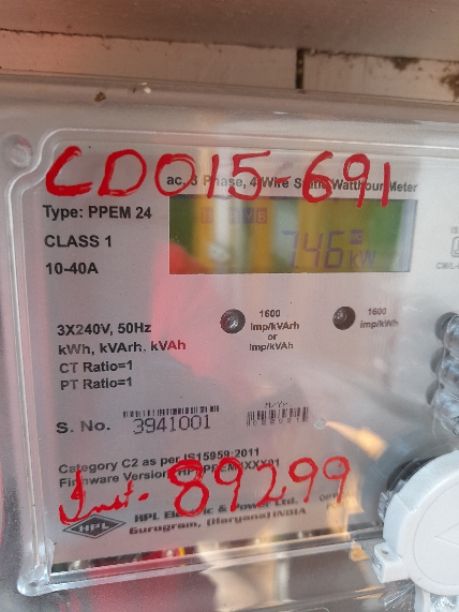 CD015-691
ac. 3 Phase, 4 Wire Static Watthour Meter
Type: PPEM 24
CLASS 1
7.46 kW
10-40A
1600 imp/kVArh or imp/kVAh
1600 imp/kWh
3X240V, 50Hz
kWh, kVArh, kVAh
CT Ratio=1
PT Ratio=1
S. No. 3941001
Category C2 as per IS15959:2011
Firmware Version:
Inst- 89299
HPL
HPL Electric & Power Ltd.
Gurugram, (Haryana) INDIA